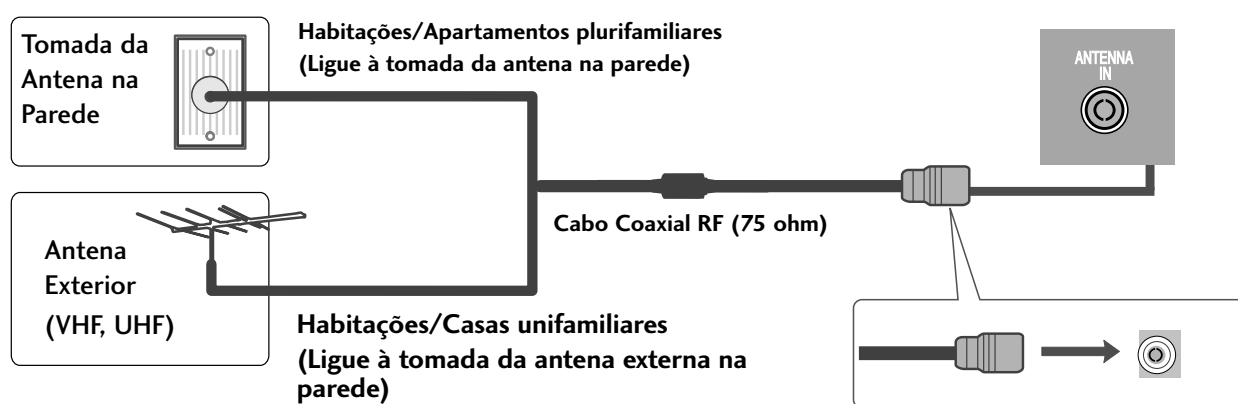 Tomada da
Antena na
Parede
Habitações/Apartamentos plurifamiliares
(Ligue à tomada da antena na parede)
ANTENNA
IN
Cabo Coaxial RF (75 ohm)
Antena
Exterior
(VHF, UHF)
Habitações/Casas unifamiliares
(Ligue à tomada da antena externa na
parede)